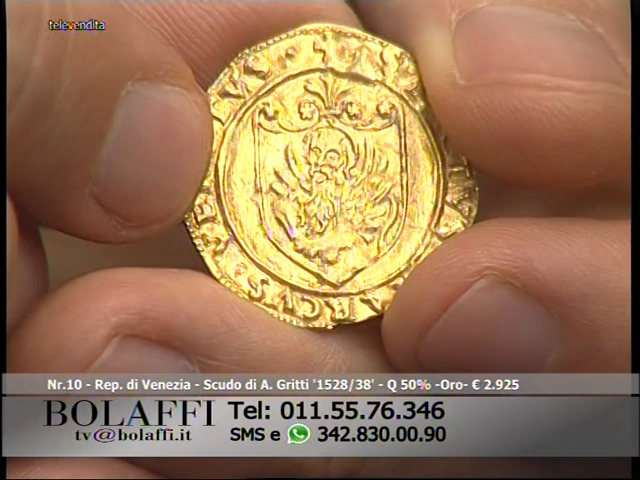 televendita
Nr.10 - Rep. di Venezia - Scudo di A. Gritti '1528/38' - Q 50% -Oro- € 2.925
BOLAFFI
tv@bolaffi.it
Tel: 011.55.76.346
SMS e 342.830.00.90